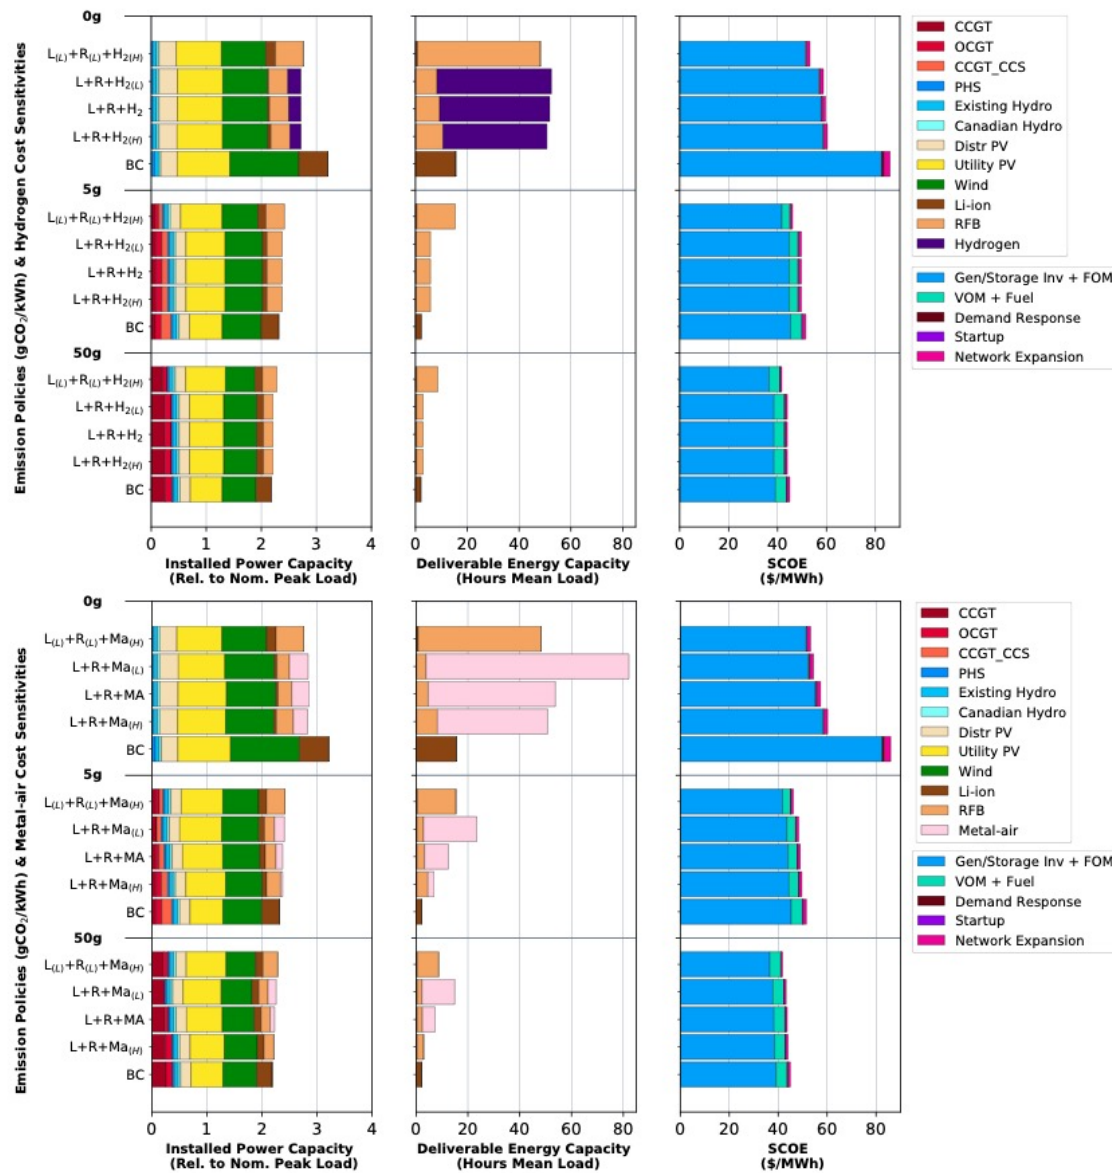 0g
L(L)+R(L)+H2(H)
L+R+H2(L)
L+R+H2
L+R+H2(H)
BC
5g
L(L)+R(L)+H2(H)
L+R+H2(L)
L+R+H2
L+R+H2(H)
BC
50g
L(L)+R(L)+H2(H)
L+R+H2(L)
L+R+H2
L+R+H2(H)
BC
Emission Policies (gCO2/kWh) & Hydrogen Cost Sensitivities
0 1 2 3 4
Installed Power Capacity
(Rel. to Nom. Peak Load)
0 20 40 60 80
Deliverable Energy Capacity
(Hours Mean Load)
0 20 40 60 80
SCOE
($/MWh)
CCGT
OCGT
CCGT_CCS
PHS
Existing Hydro
Canadian Hydro
Distr PV
Utility PV
Wind
Li-ion
RFB
Hydrogen
Gen/Storage Inv + FOM
VOM + Fuel
Demand Response
Startup
Network Expansion
0g
L(L)+R(L)+Ma(H)
L+R+Ma(L)
L+R+MA
L+R+Ma(H)
BC
5g
L(L)+R(L)+Ma(H)
L+R+Ma(L)
L+R+MA
L+R+Ma(H)
BC
50g
L(L)+R(L)+Ma(H)
L+R+Ma(L)
L+R+MA
L+R+Ma(H)
BC
Emission Policies (gCO2/kWh) & Metal-air Cost Sensitivities
0 1 2 3 4
Installed Power Capacity
(Rel. to Nom. Peak Load)
0 20 40 60 80
Deliverable Energy Capacity
(Hours Mean Load)
0 20 40 60 80
SCOE
($/MWh)
CCGT
OCGT
CCGT_CCS
PHS
Existing Hydro
Canadian Hydro
Distr PV
Utility PV
Wind
Li-ion
RFB
Metal-air
Gen/Storage Inv + FOM
VOM + Fuel
Demand Response
Startup
Network Expansion